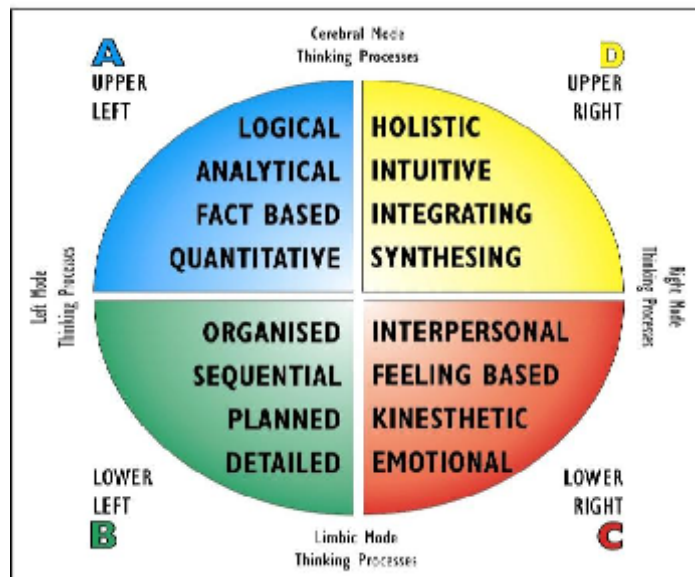 Cerebral Mode
Thinking Processes
A
UPPER
LEFT
D
UPPER
RIGHT
LOGICAL
ANALYTICAL
FACT BASED
QUANTITATIVE
HOLISTIC
INTUITIVE
INTEGRATING
SYNTHESING
Left Mode
Thinking Processes
Right Mode
Thinking Processes
ORGANISED
SEQUENTIAL
PLANNED
DETAILED
INTERPERSONAL
FEELING BASED
KINESTHETIC
EMOTIONAL
LOWER
LEFT
B
LOWER
RIGHT
C
Limbic Mode
Thinking Processes